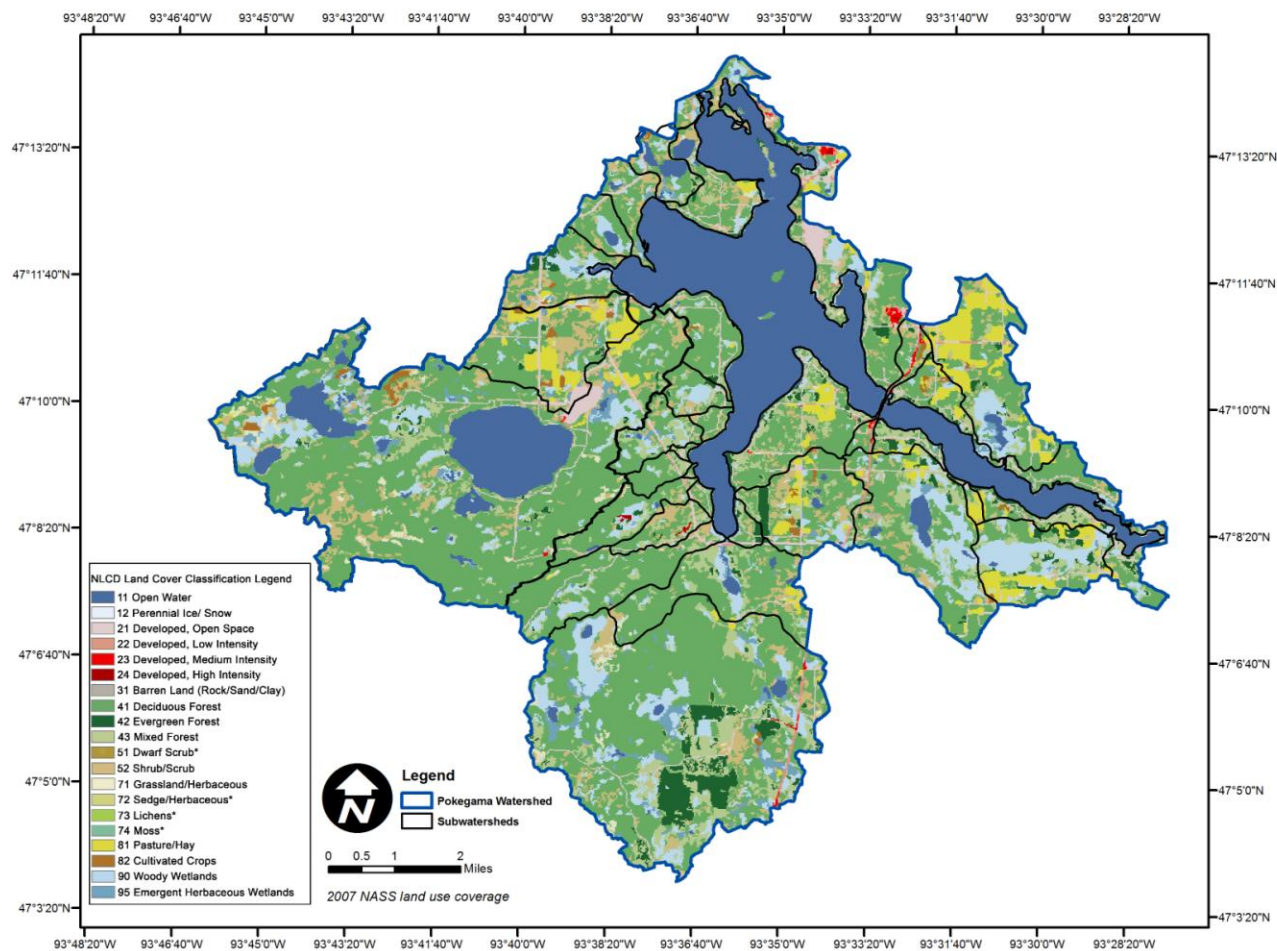 93°48'20"W 93°46'40"W 93°45'0"W 93°43'20"W 93°41'40"W 93°40'0"W 93°38'20"W 93°36'40"W 93°35'0"W 93°33'20"W 93°31'40"W 93°30'0"W 93°28'20"W
47°13'20"N 47°13'20"N
47°11'40"N 47°11'40"N
47°10'0"N 47°10'0"N
47°8'20"N 47°8'20"N
NLCD Land Cover Classification Legend
11 Open Water
12 Perennial Ice/ Snow
21 Developed, Open Space
22 Developed, Low Intensity
23 Developed, Medium Intensity
24 Developed, High Intensity
31 Barren Land (Rock/Sand/Clay)
41 Deciduous Forest
42 Evergreen Forest
43 Mixed Forest
51 Dwarf Scrub*
52 Shrub/Scrub
71 Grassland/Herbaceous
72 Sedge/Herbaceous*
73 Lichens*
74 Moss*
81 Pasture/Hay
82 Cultivated Crops
90 Woody Wetlands
95 Emergent Herbaceous Wetlands
47°6'40"N 47°6'40"N
47°5'0"N 47°5'0"N
N
Legend
Pokegama Watershed
Subwatersheds
0 0.5 1 2
Miles
2007 NASS land use coverage
47°3'20"N 47°3'20"N
93°48'20"W 93°46'40"W 93°45'0"W 93°43'20"W 93°41'40"W 93°40'0"W 93°38'20"W 93°36'40"W 93°35'0"W 93°33'20"W 93°31'40"W 93°30'0"W 93°28'20"W